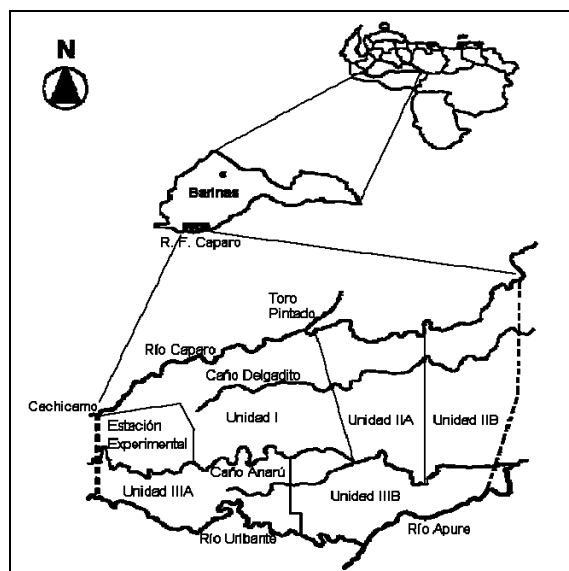 N
Barinas
R. F. Caparo
Toro
Pintado
Río Caparo
Caño Delgadito
Cachicamo
Estación
Experimental
Unidad I
Unidad IIA
Unidad IIB
Caño Anarú
Unidad IIIA
Unidad IIIB
Río Uribante
Río Apure